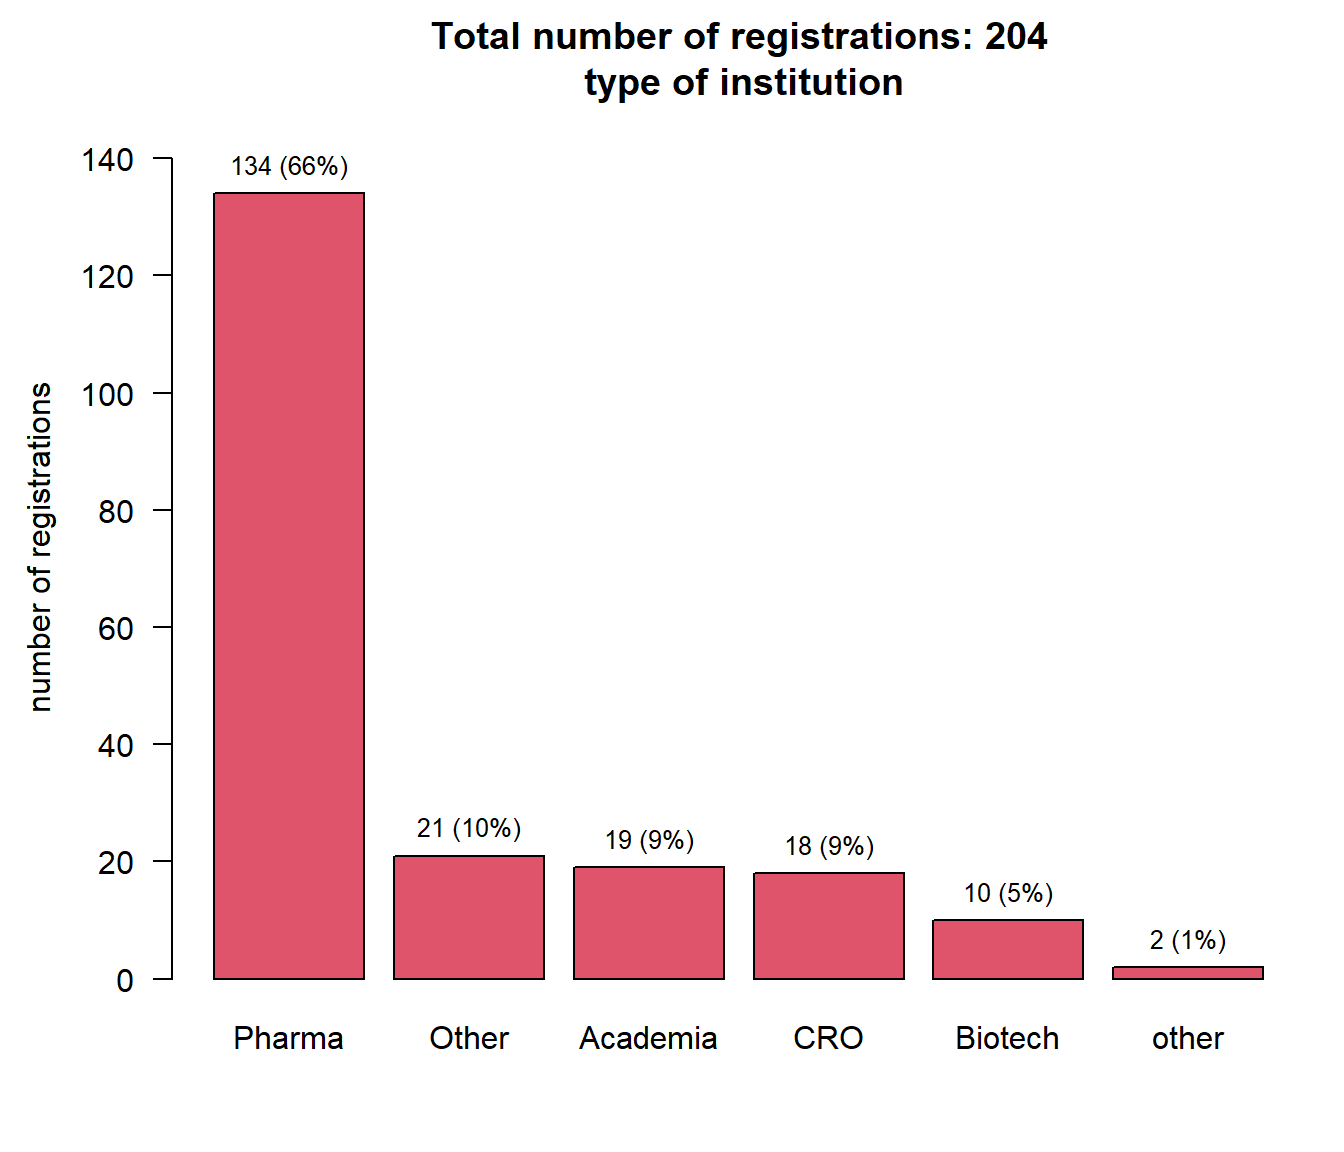 Total number of registrations: 204
type of institution
number of registrations
140
120
100
80
60
40
20
0
134 (66%)
21 (10%)
19 (9%)
18 (9%)
10 (5%)
2 (1%)
Pharma
Other
Academia
CRO
Biotech
other